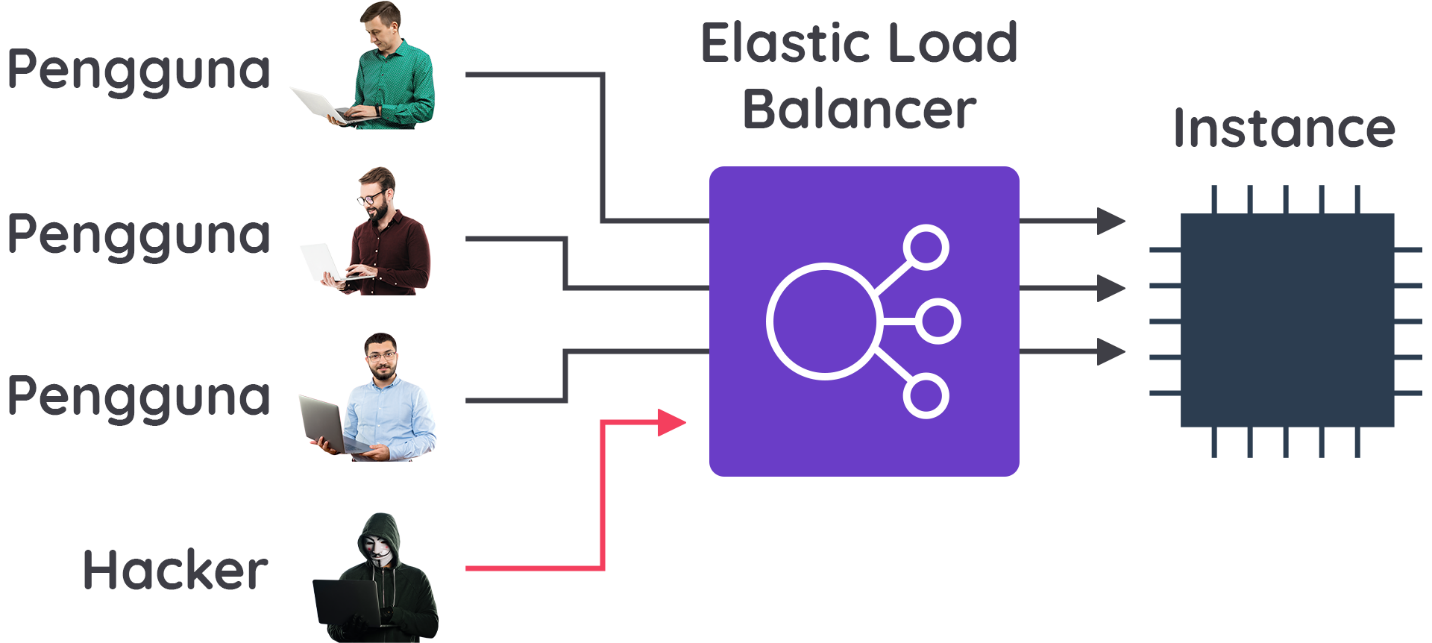 Pengguna
Elastic Load
Balancer
Instance
Pengguna
Pengguna
Hacker